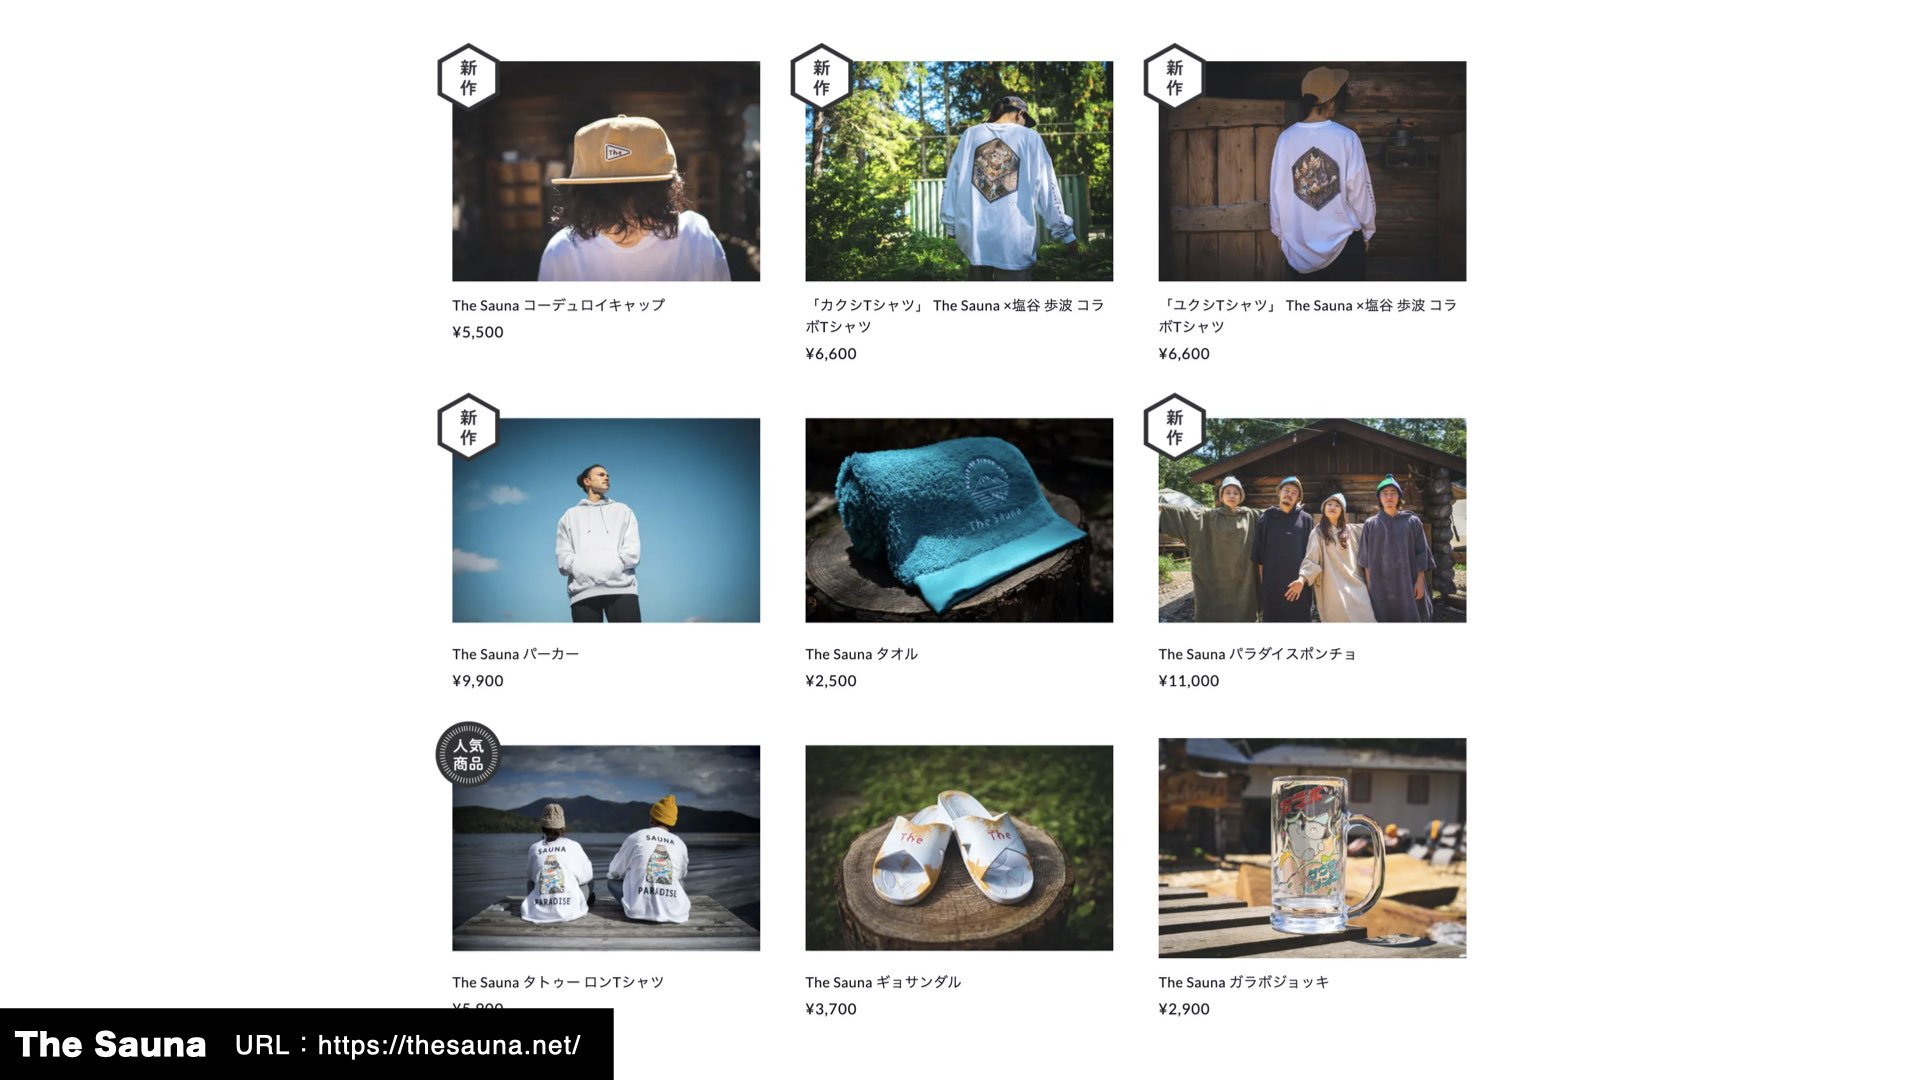 新
作
新
作
新
作
The
The Sauna コーデュロイキャップ
¥5,500
「カクシTシャツ」 The Sauna ×塩谷 歩波 コラ
ボTシャツ
¥6,600
「ユクシTシャツ」 The Sauna ×塩谷 歩波 コラ
ボTシャツ
¥6,600
新
作
新
作
The Sauna
The Sauna パーカー
¥9,900
The Sauna タオル
¥2,500
The Sauna パラダイスポンチョ
¥11,000
人気
商品
SAUNA
PARADISE
SAUNA
PARADISE
The
The
The Sauna タトゥー ロンTシャツ
The Sauna ギョサンダル
¥3,700
The Sauna ガラボジョッキ
¥2,900
The Sauna URL：https://thesauna.net/